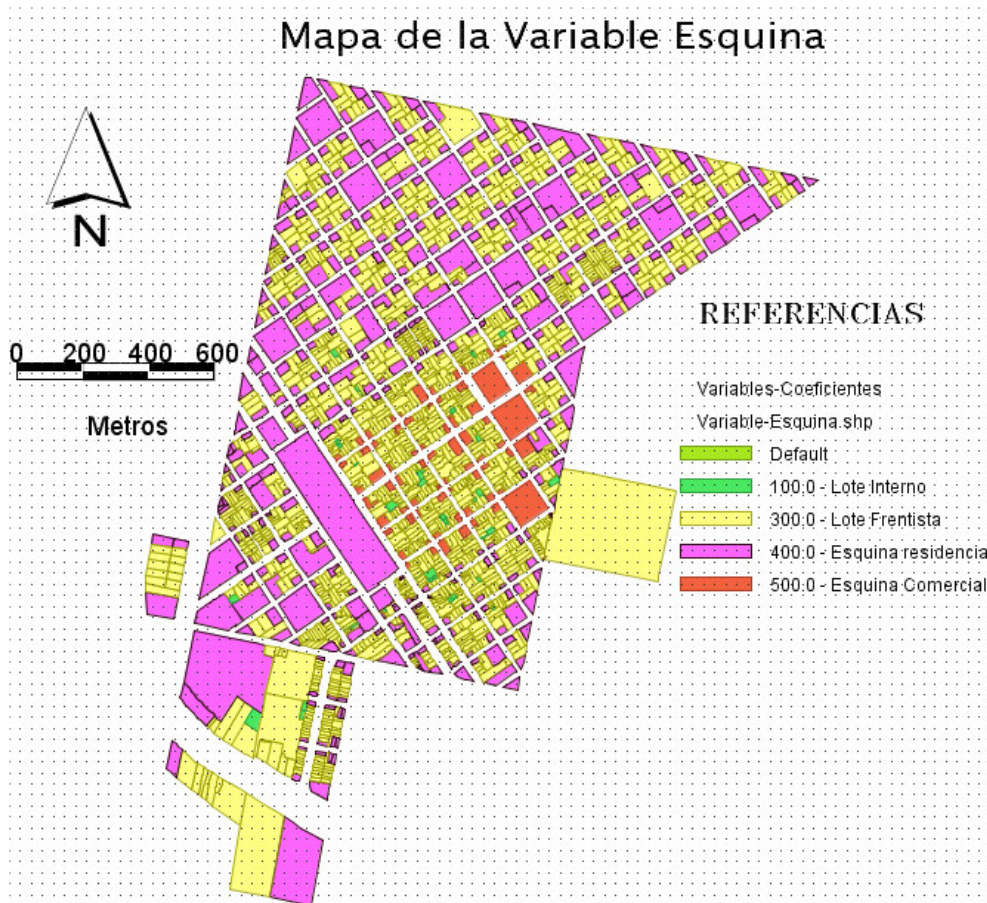 Mapa de la Variable Esquina
N
REFERENCIAS
0 200 400 600
Metros
Variables-Coeficientes
Variable-Esquina.shp
Default
100:0 - Lote Interno
300:0 - Lote Frentista
400:0 - Esquina residencia
500:0 - Esquina Comercial